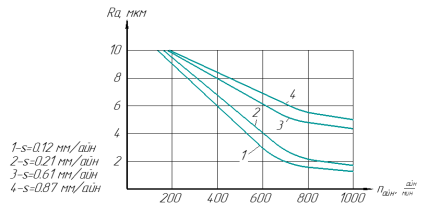 Ra, мкм
10
8
6
4
2
1
2
3
4
1-s=0.12 мм/айн
2-s=0.21 мм/айн
3-s=0.61 мм/айн
4-s=0.87 мм/айн
200 400 600 800 1000
nайн, айн/мин